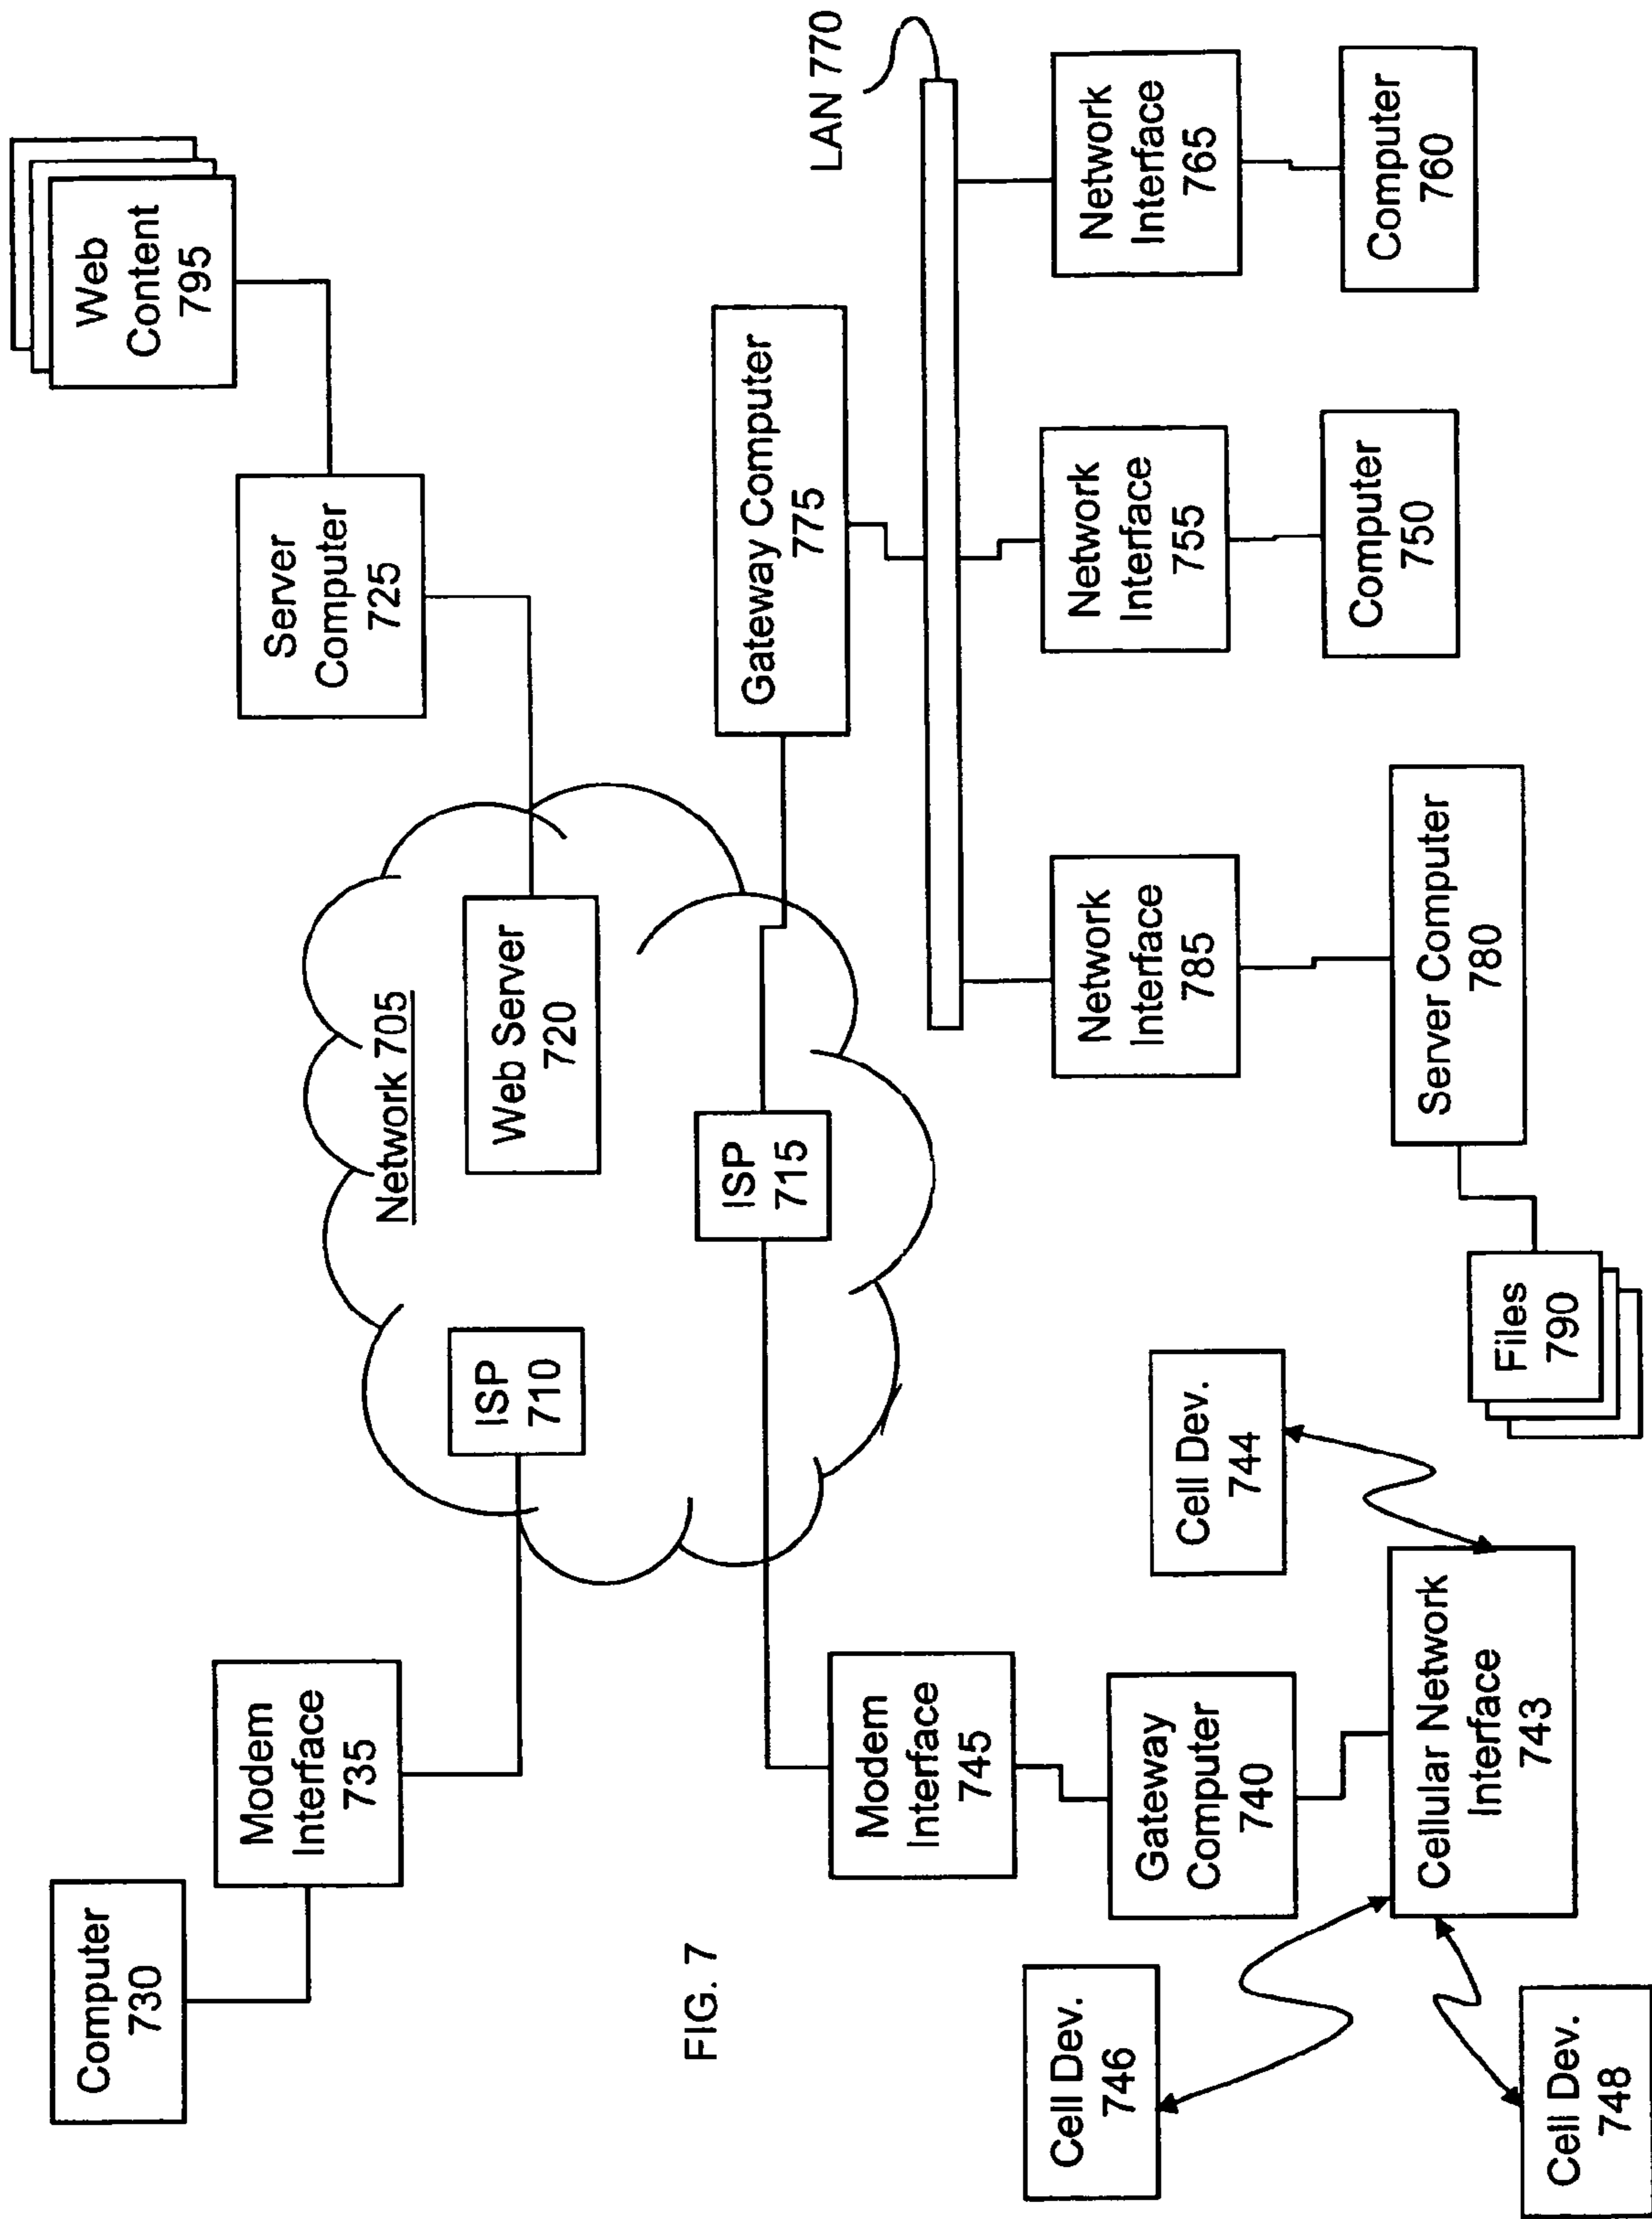 Computer
730
Modem
Interface
735
ISP
710
Network 705
Web Server
720
Server
Computer
725
Web
Content
795
ISP
715
Gateway Computer
775
LAN 770
FIG. 7
Modem
Interface
745
Gateway
Computer
740
Cellular Network
Interface
743
Cell Dev.
746
Cell Dev.
748
Cell Dev.
744
Network
Interface
785
Server Computer
780
Files
790
Network
Interface
755
Computer
750
Network
Interface
765
Computer
760